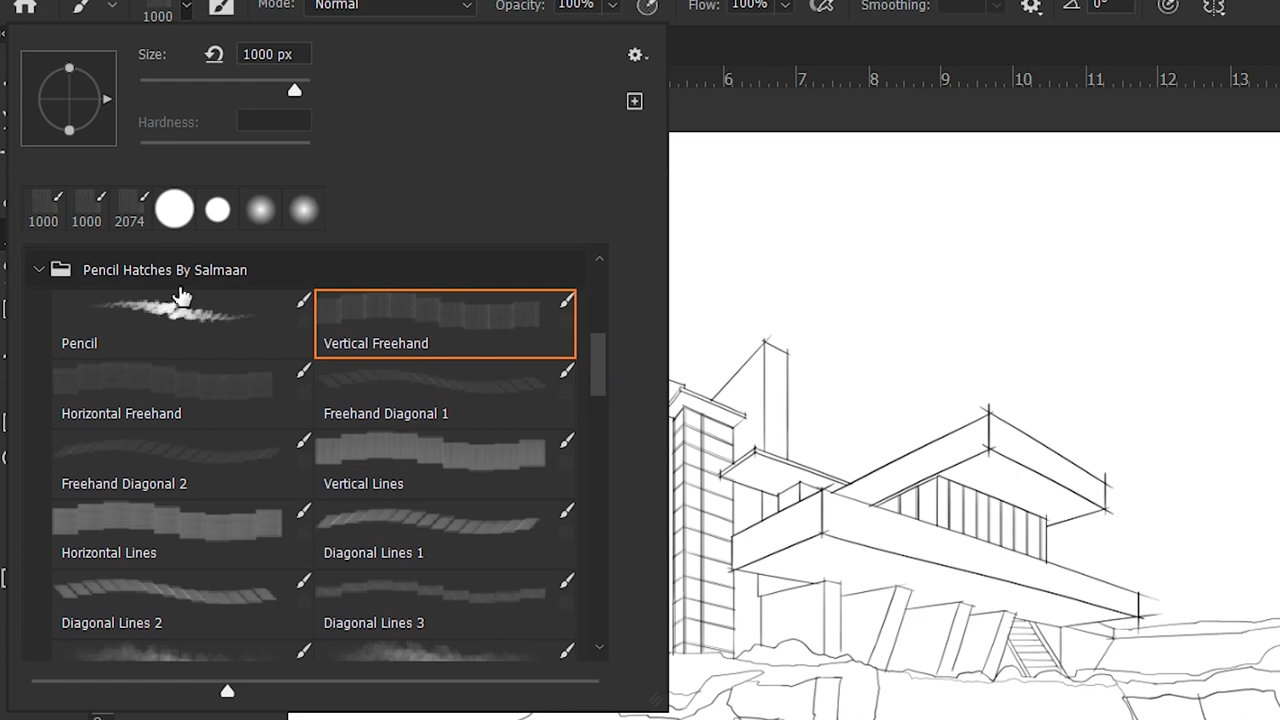 1000
Mode: Normal
Opacity: 100%
Flow: 100%
Smoothing:
0°
Size:
1000 px
Hardness:
6 7 8 9 10 11 12 13
1000 1000 2074
Pencil Hatches By Salmaan
Pencil
Vertical Freehand
Horizontal Freehand
Freehand Diagonal 1
Freehand Diagonal 2
Vertical Lines
Horizontal Lines
Diagonal Lines 1
Diagonal Lines 2
Diagonal Lines 3